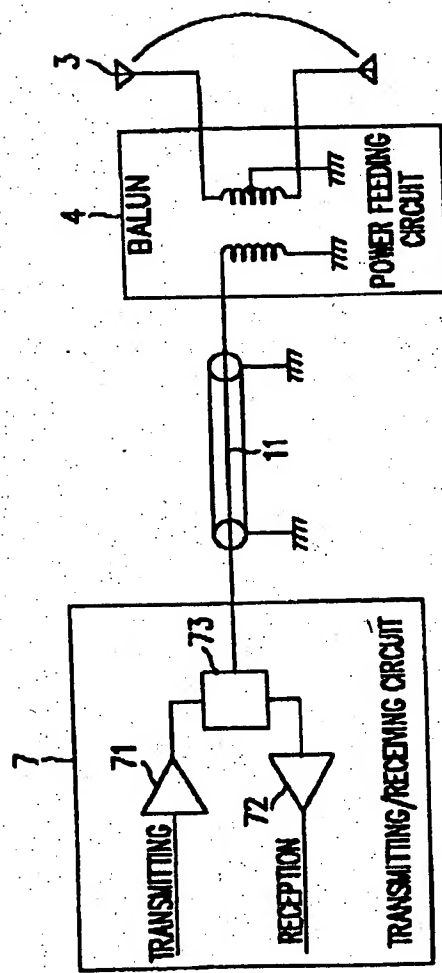 7
71
TRANSMITTING
73
72
RECEPTION
TRANSMITTING/RECEIVING CIRCUIT
11
4
BALUN
POWER FEEDING
CIRCUIT
3